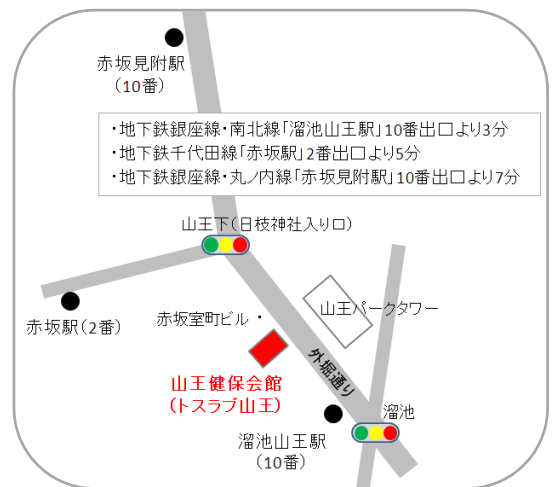 赤坂見附駅
(10番)
・地下鉄銀座線・南北線「溜池山王駅」10番出口より3分
・地下鉄千代田線「赤坂駅」2番出口より5分
・地下鉄銀座線・丸ノ内線「赤坂見附駅」10番出口より7分
山王下(日枝神社入り口)
山王パークタワー
赤坂室町ビル・
赤坂駅(2番)
外堀通り
山王健保会館
(トスラブ山王)
溜池
溜池山王駅
(10番)